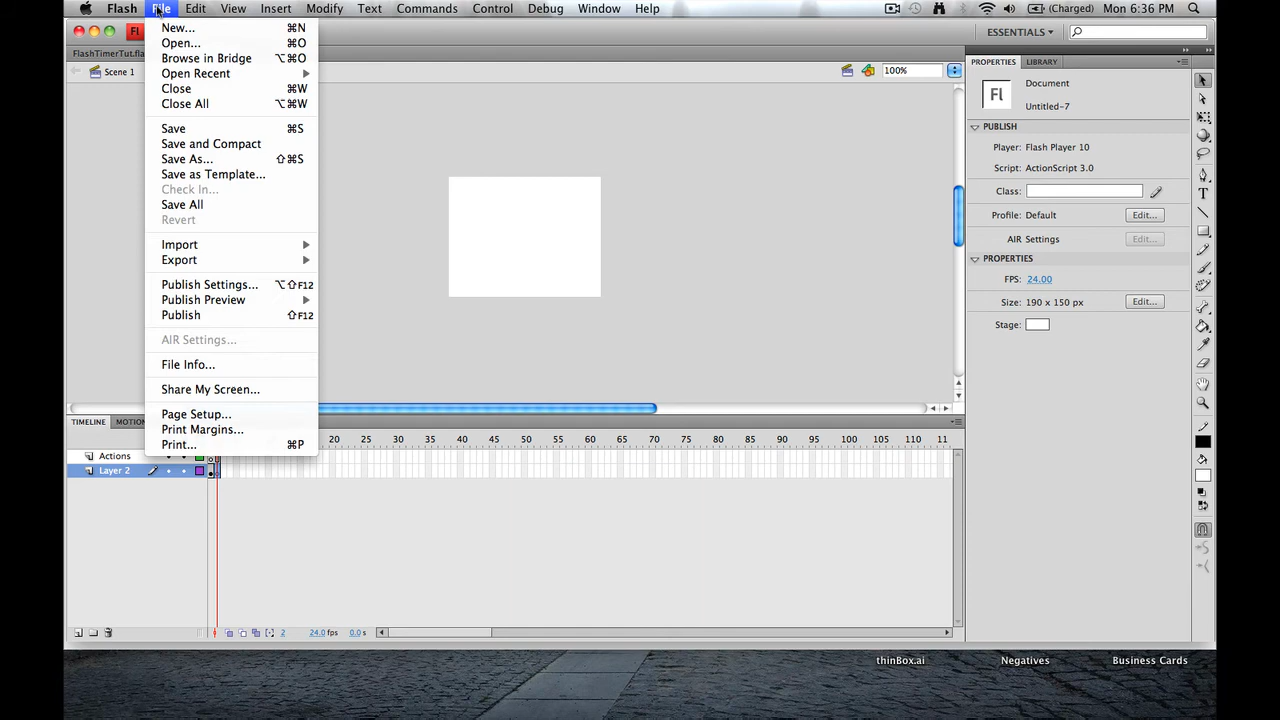 Flash File Edit View Insert Modify Text Commands Control Debug Window Help (Charged) Mon 6:36 PM
Fl ESSENTIALS
FlashTimerTut.fla
Scene 1 100%
New... ⌘N
Open... ⌘O
Browse in Bridge ⌥⌘O
Open Recent
Close ⌘W
Close All ⌥⌘W
Save ⌘S
Save and Compact
Save As... ⇧⌘S
Save as Template...
Check In...
Save All
Revert
Import
Export
Publish Settings... ⌥⇧F12
Publish Preview
Publish ⇧F12
AIR Settings...
File Info...
Share My Screen...
Page Setup...
Print Margins...
Print... ⌘P
PROPERTIES LIBRARY
Fl
Document
Untitled-7
PUBLISH
Player: Flash Player 10
Script: ActionScript 3.0
Class:
Profile: Default Edit...
AIR Settings Edit...
PROPERTIES
FPS: 24.00
Size: 190 x 150 px Edit...
Stage:
T
TIMELINE MOTION
20 25 30 35 40 45 50 55 60 65 70 75 80 85 90 95 100 105 110 11
Actions
Layer 2
2 24.0 fps 0.0 s
thinBox.ai Negatives Business Cards